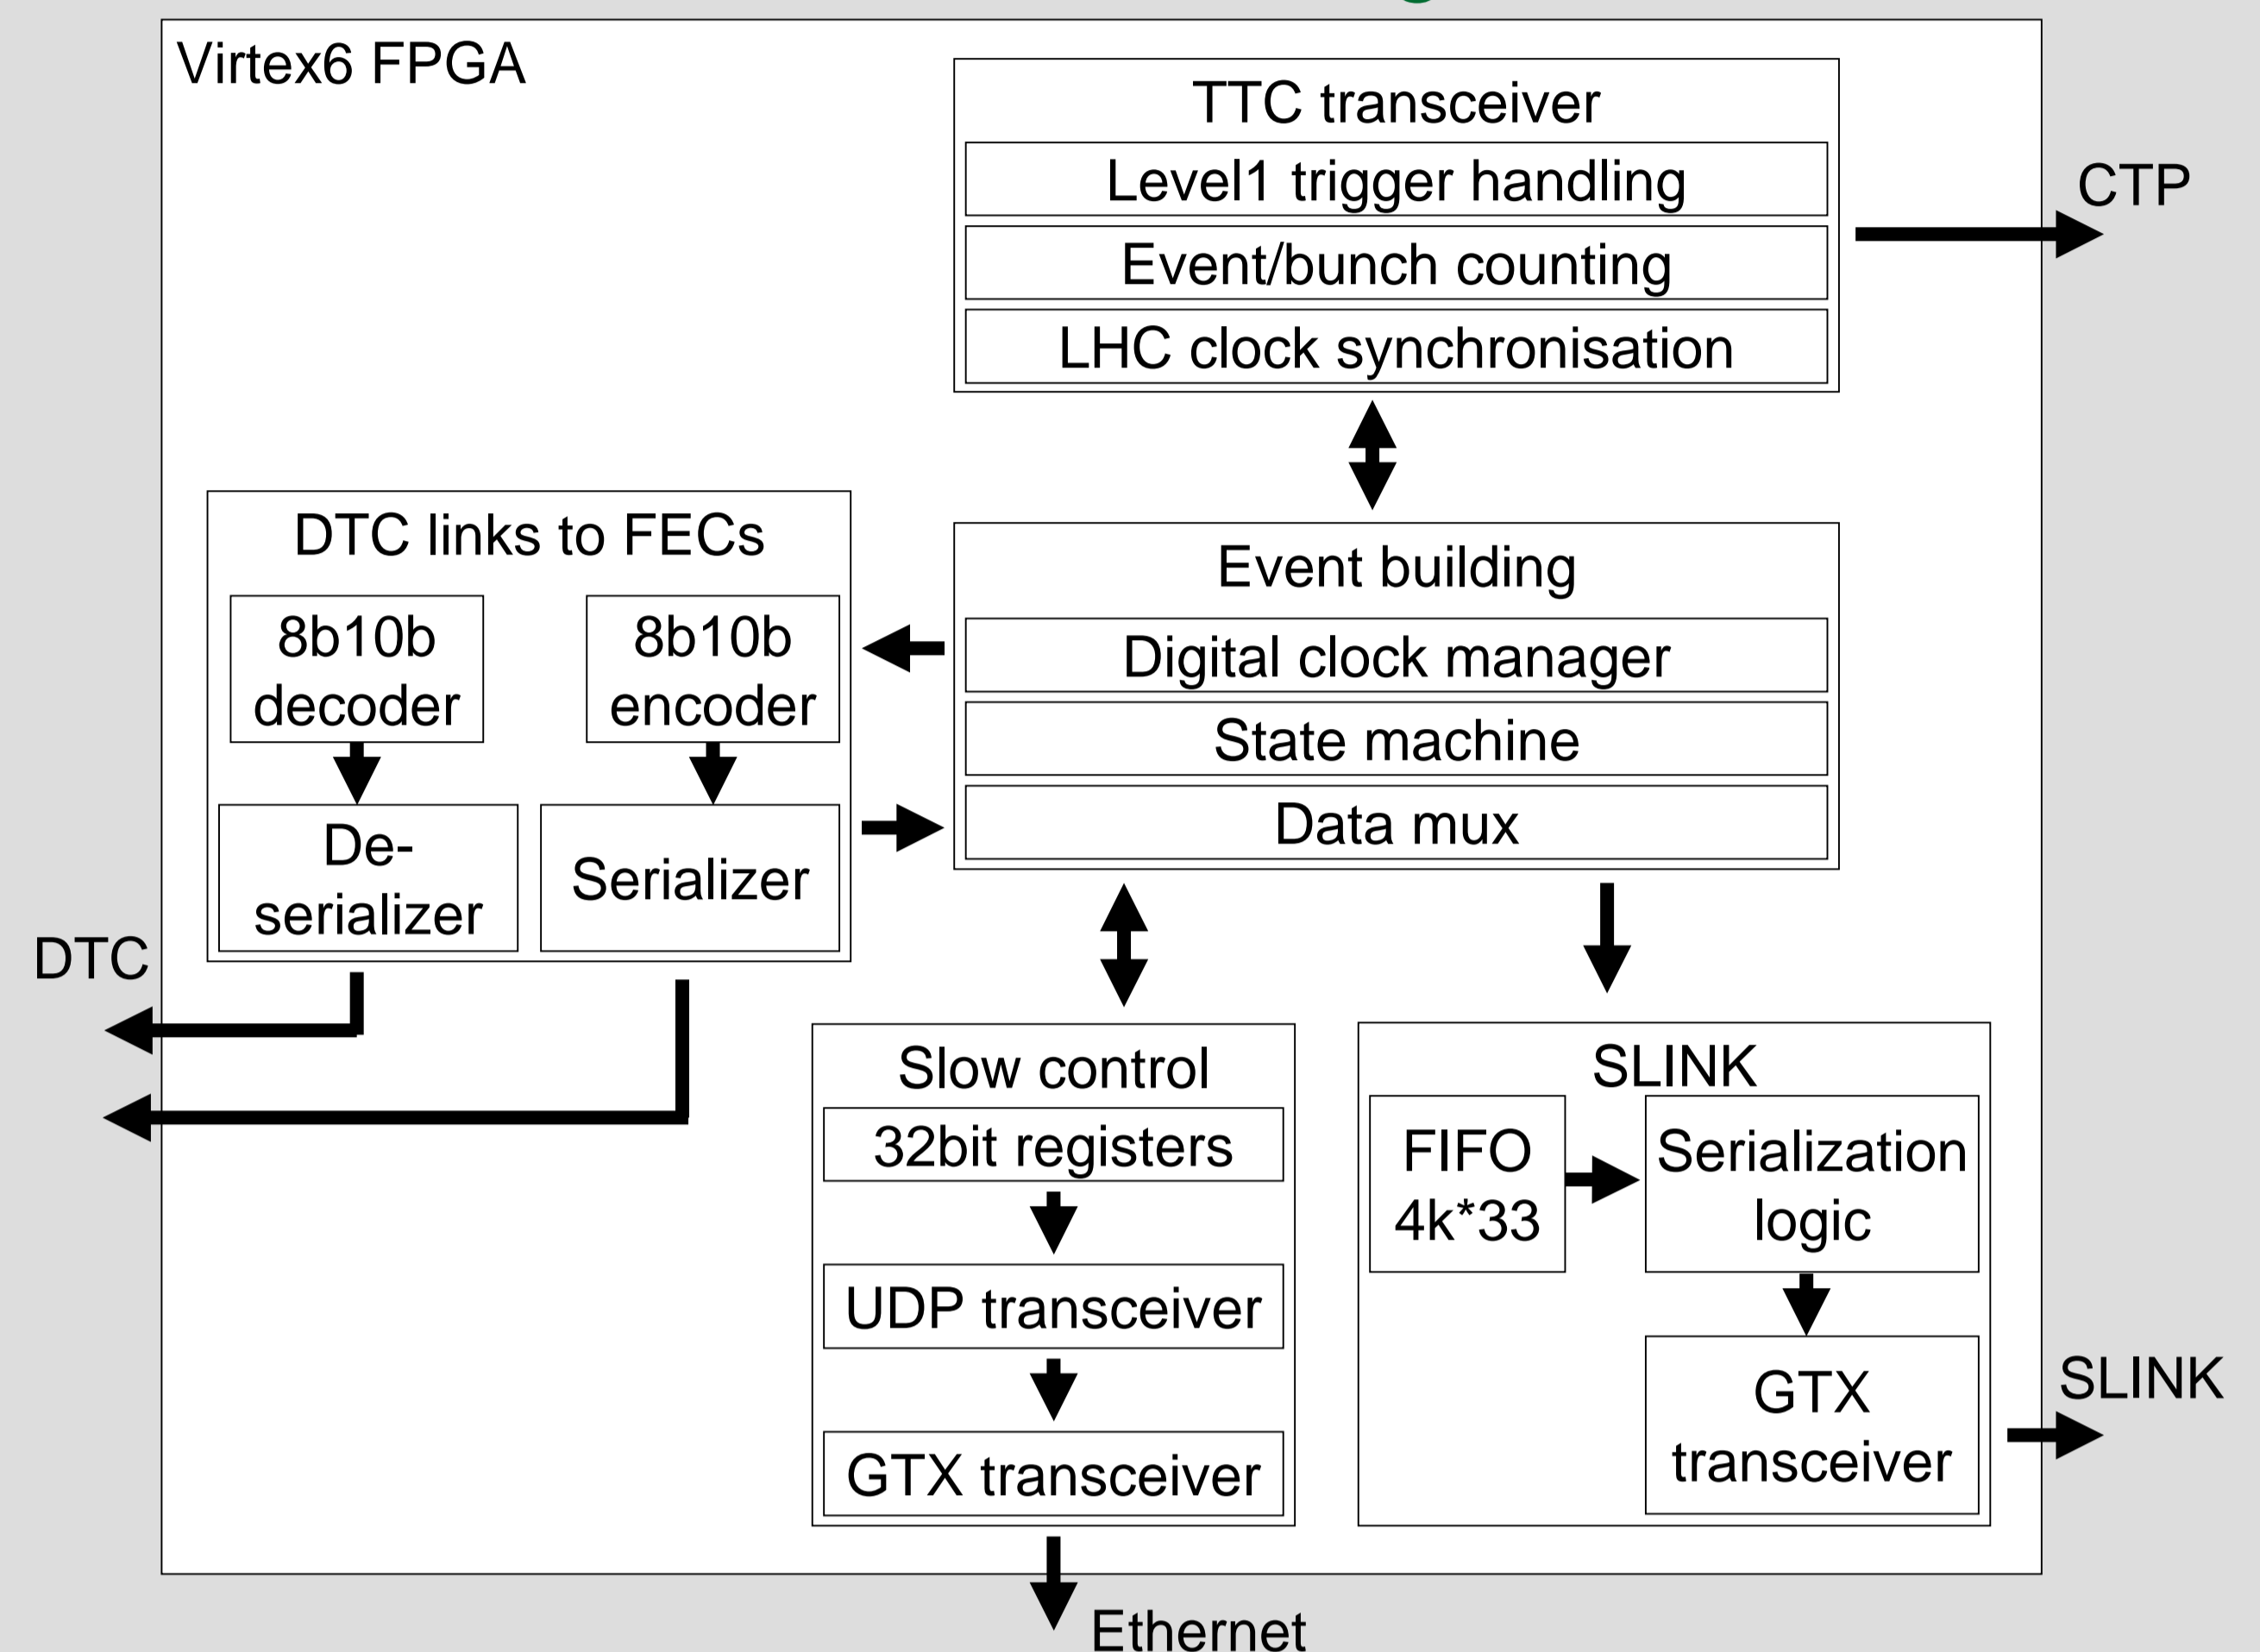 Virtex6 FPGA
TTC transceiver
Level1 trigger handling
Event/bunch counting
LHC clock synchronisation
CTP
DTC links to FECs
8b10b
decoder
8b10b
encoder
De-
serializer
Serializer
DTC
Event building
Digital clock manager
State machine
Data mux
Slow control
32bit registers
UDP transceiver
GTX transceiver
Ethernet
SLINK
FIFO
4k*33
Serialization
logic
GTX
transceiver
SLINK